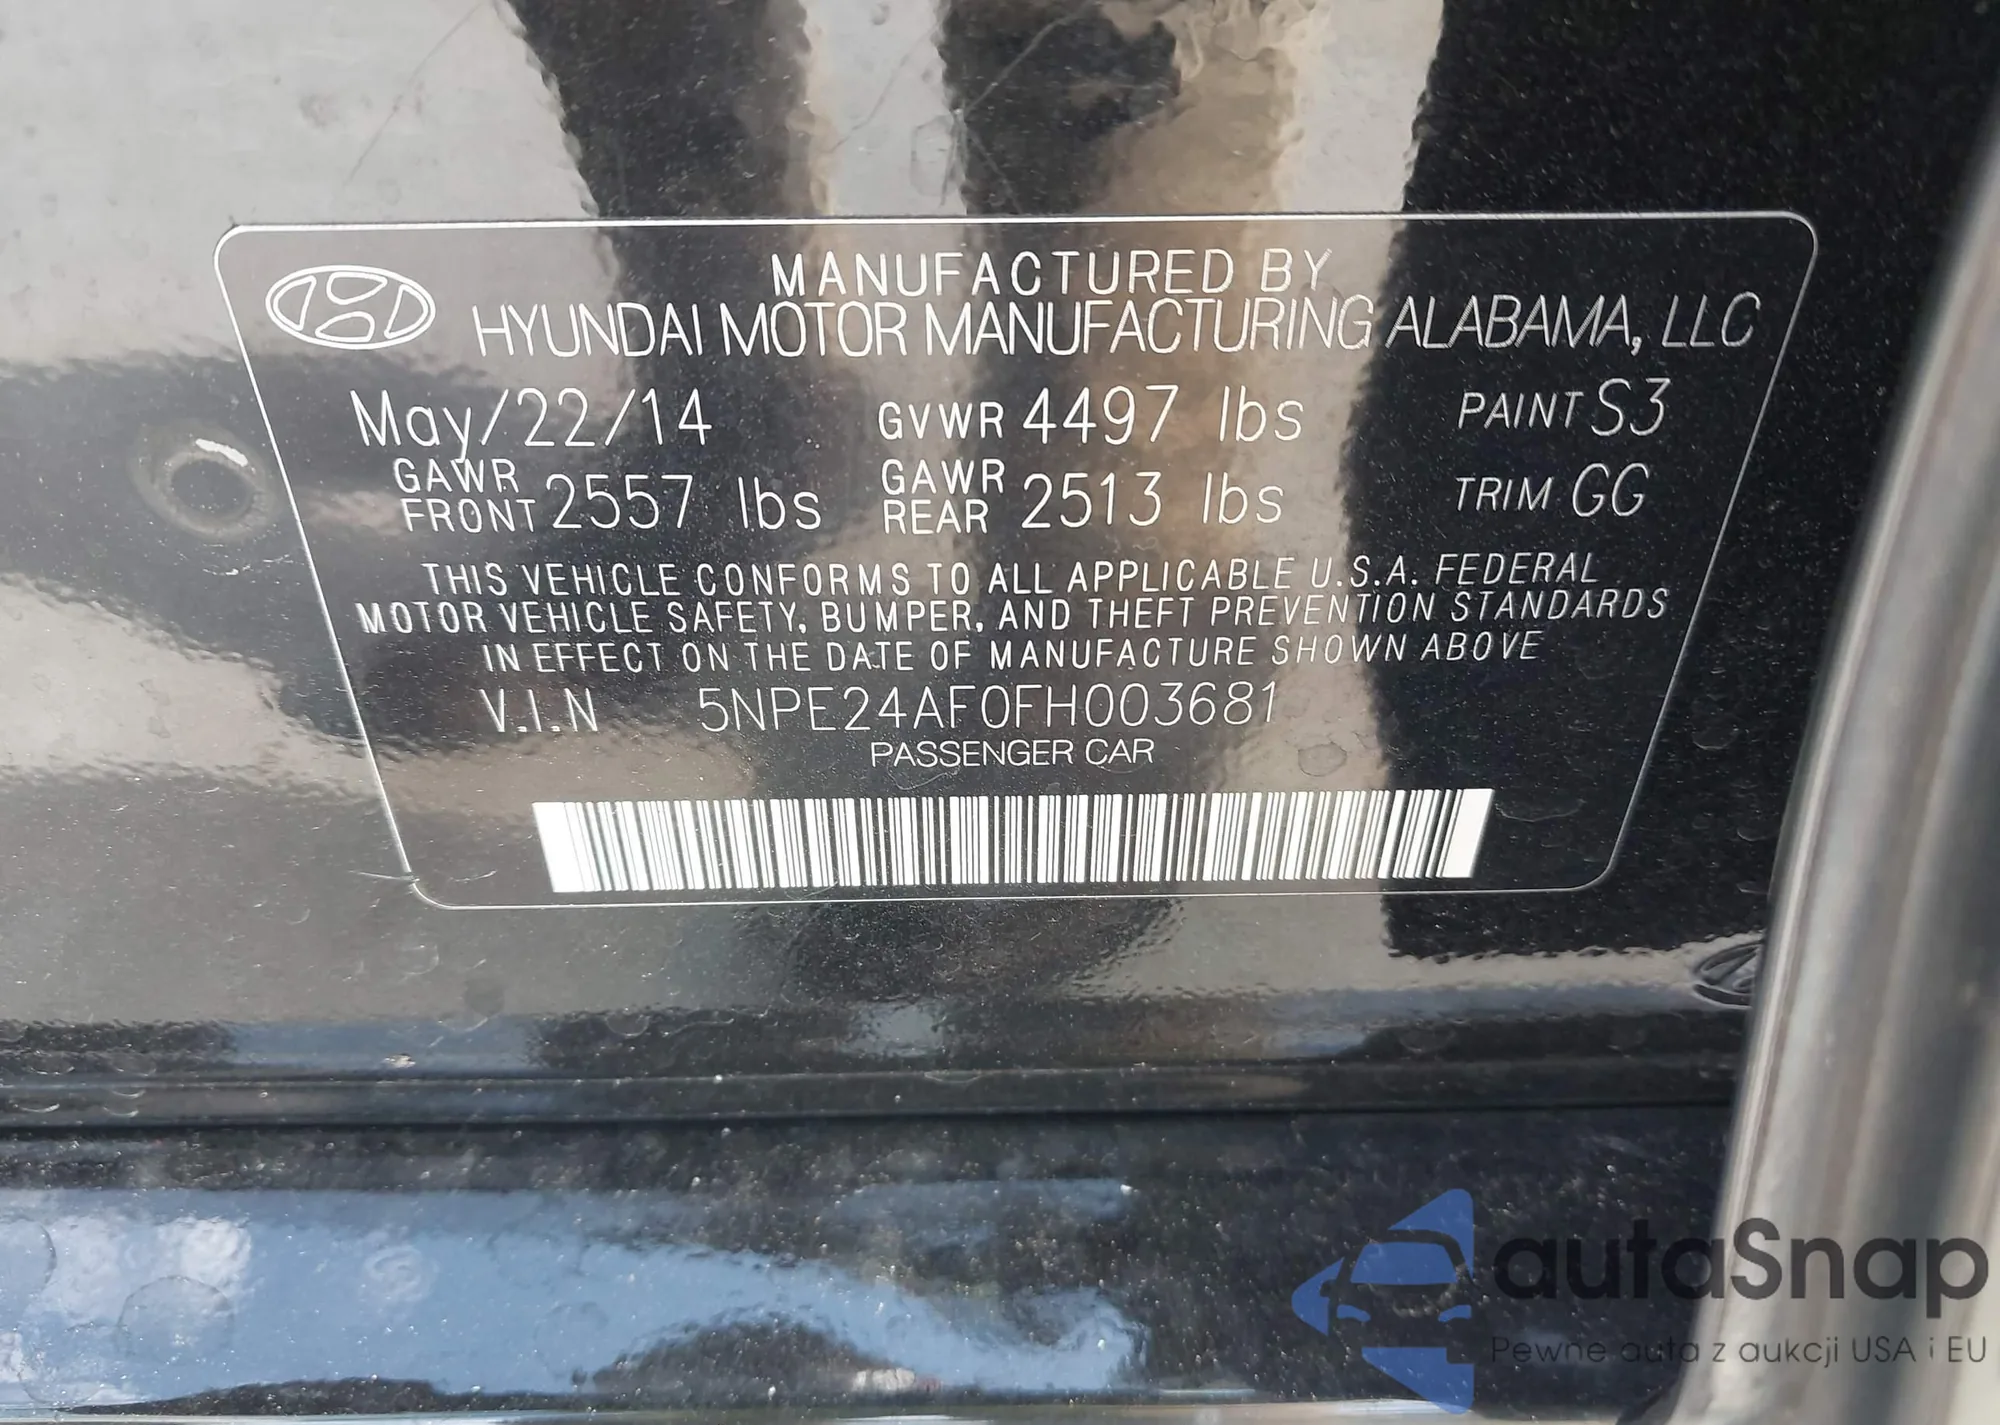 MANUFACTURED BY
HYUNDAI MOTOR MANUFACTURING ALABAMA, LLC
May/22/14 GVWR 4497 lbs PAINT S3
GAWR FRONT 2557 lbs GAWR REAR 2513 lbs TRIM GG
THIS VEHICLE CONFORMS TO ALL APPLICABLE U.S.A. FEDERAL
MOTOR VEHICLE SAFETY, BUMPER, AND THEFT PREVENTION STANDARDS
IN EFFECT ON THE DATE OF MANUFACTURE SHOWN ABOVE
V.I.N 5NPE24AF0FH003681
PASSENGER CAR
autaSnap
Pewne auta z aukcji USA i EU